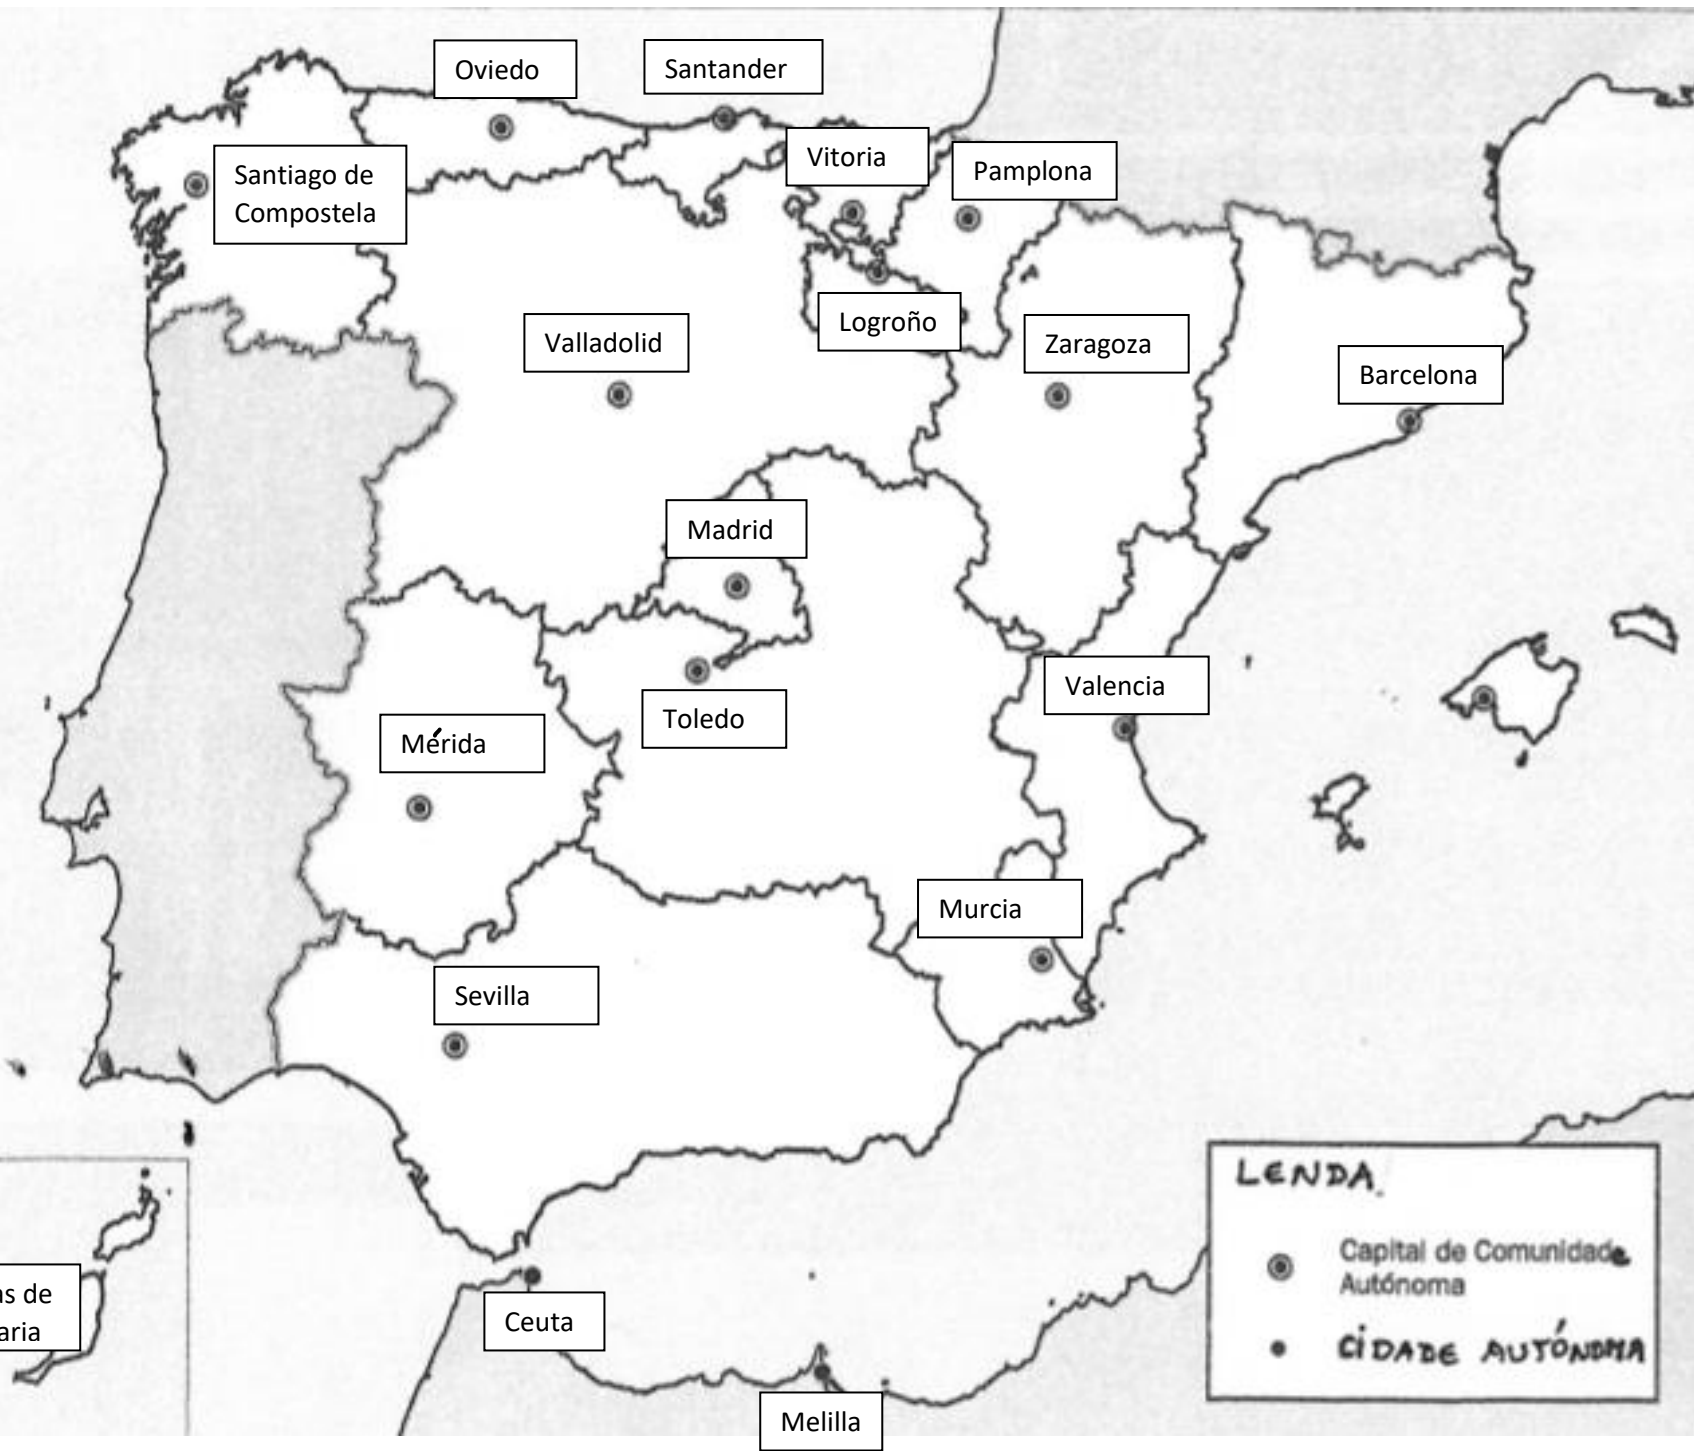 Oviedo
Santander
Vitoria
Pamplona
Santiago de
Compostela
Logroño
Valladolid
Zaragoza
Barcelona
Madrid
Valencia
Toledo
Mérida
Murcia
Sevilla
LENDA
Capital de Comunidade
Autónoma
de
Ceuta
CIDADE AUTÓNOMA
Melilla